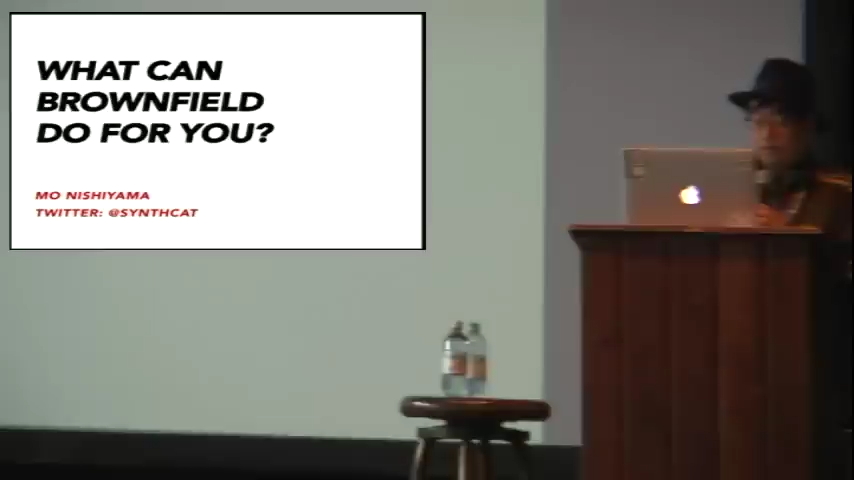 WHAT CAN
BROWNFIELD
DO FOR YOU?
MO NISHIYAMA
TWITTER: @SYNTHCAT